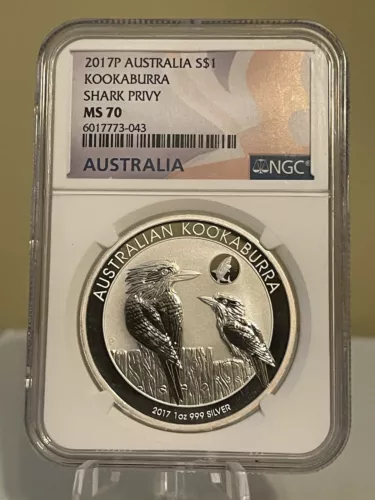 2017P AUSTRALIA S$1
KOOKABURRA
SHARK PRIVY
MS 70
6017773-043
AUSTRALIA
NGC
AUSTRALIAN KOOKABURRA
P
2017 1oz 999 SILVER